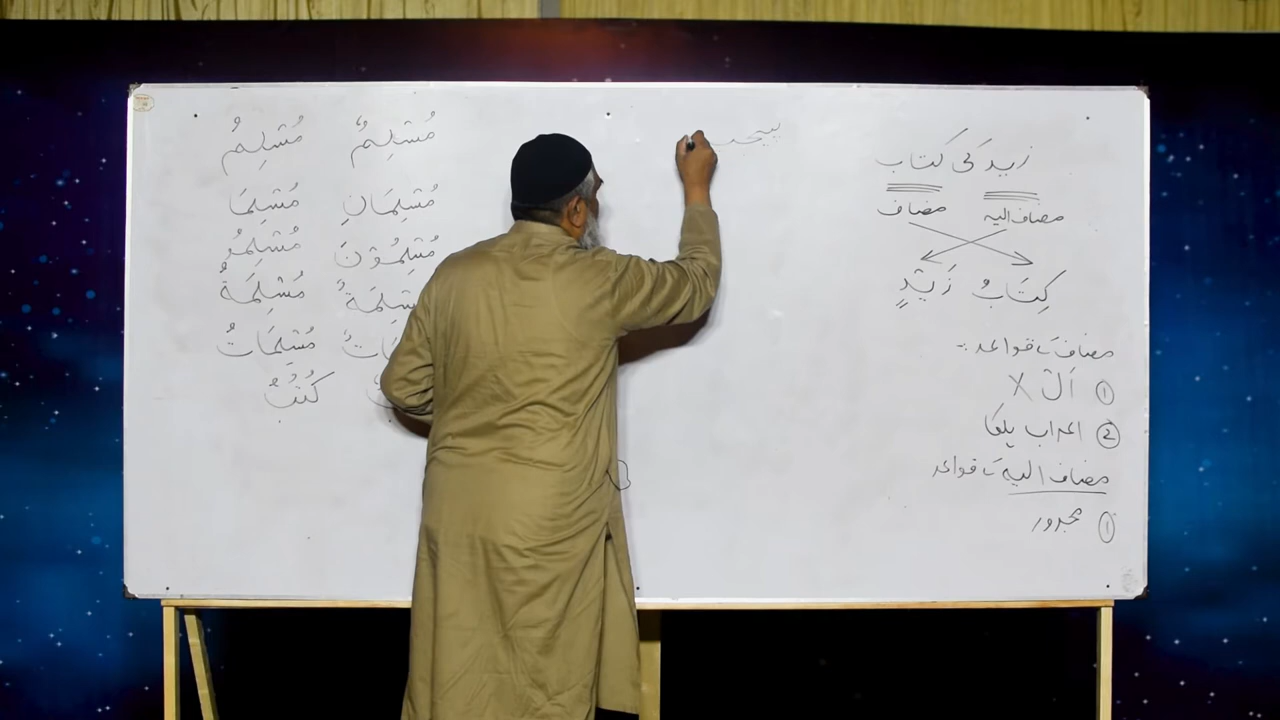 زید کی کتاب
مضاف الیہ مضاف
کِتَابُ زَیْدٍ
مضاف کے قواعد :-
① اَلْ X
② اعراب ہلکا
مضاف الیہ کے قواعد
① مجرور
مُسْلِمٌ مُسْلِمُ
مُسْلِمَانِ مُسْلِمَا
مُسْلِمُوْنَ مُسْلِمُو
مُسْلِمَةُ
مُسْلِمَاتُ
كُتُبُ